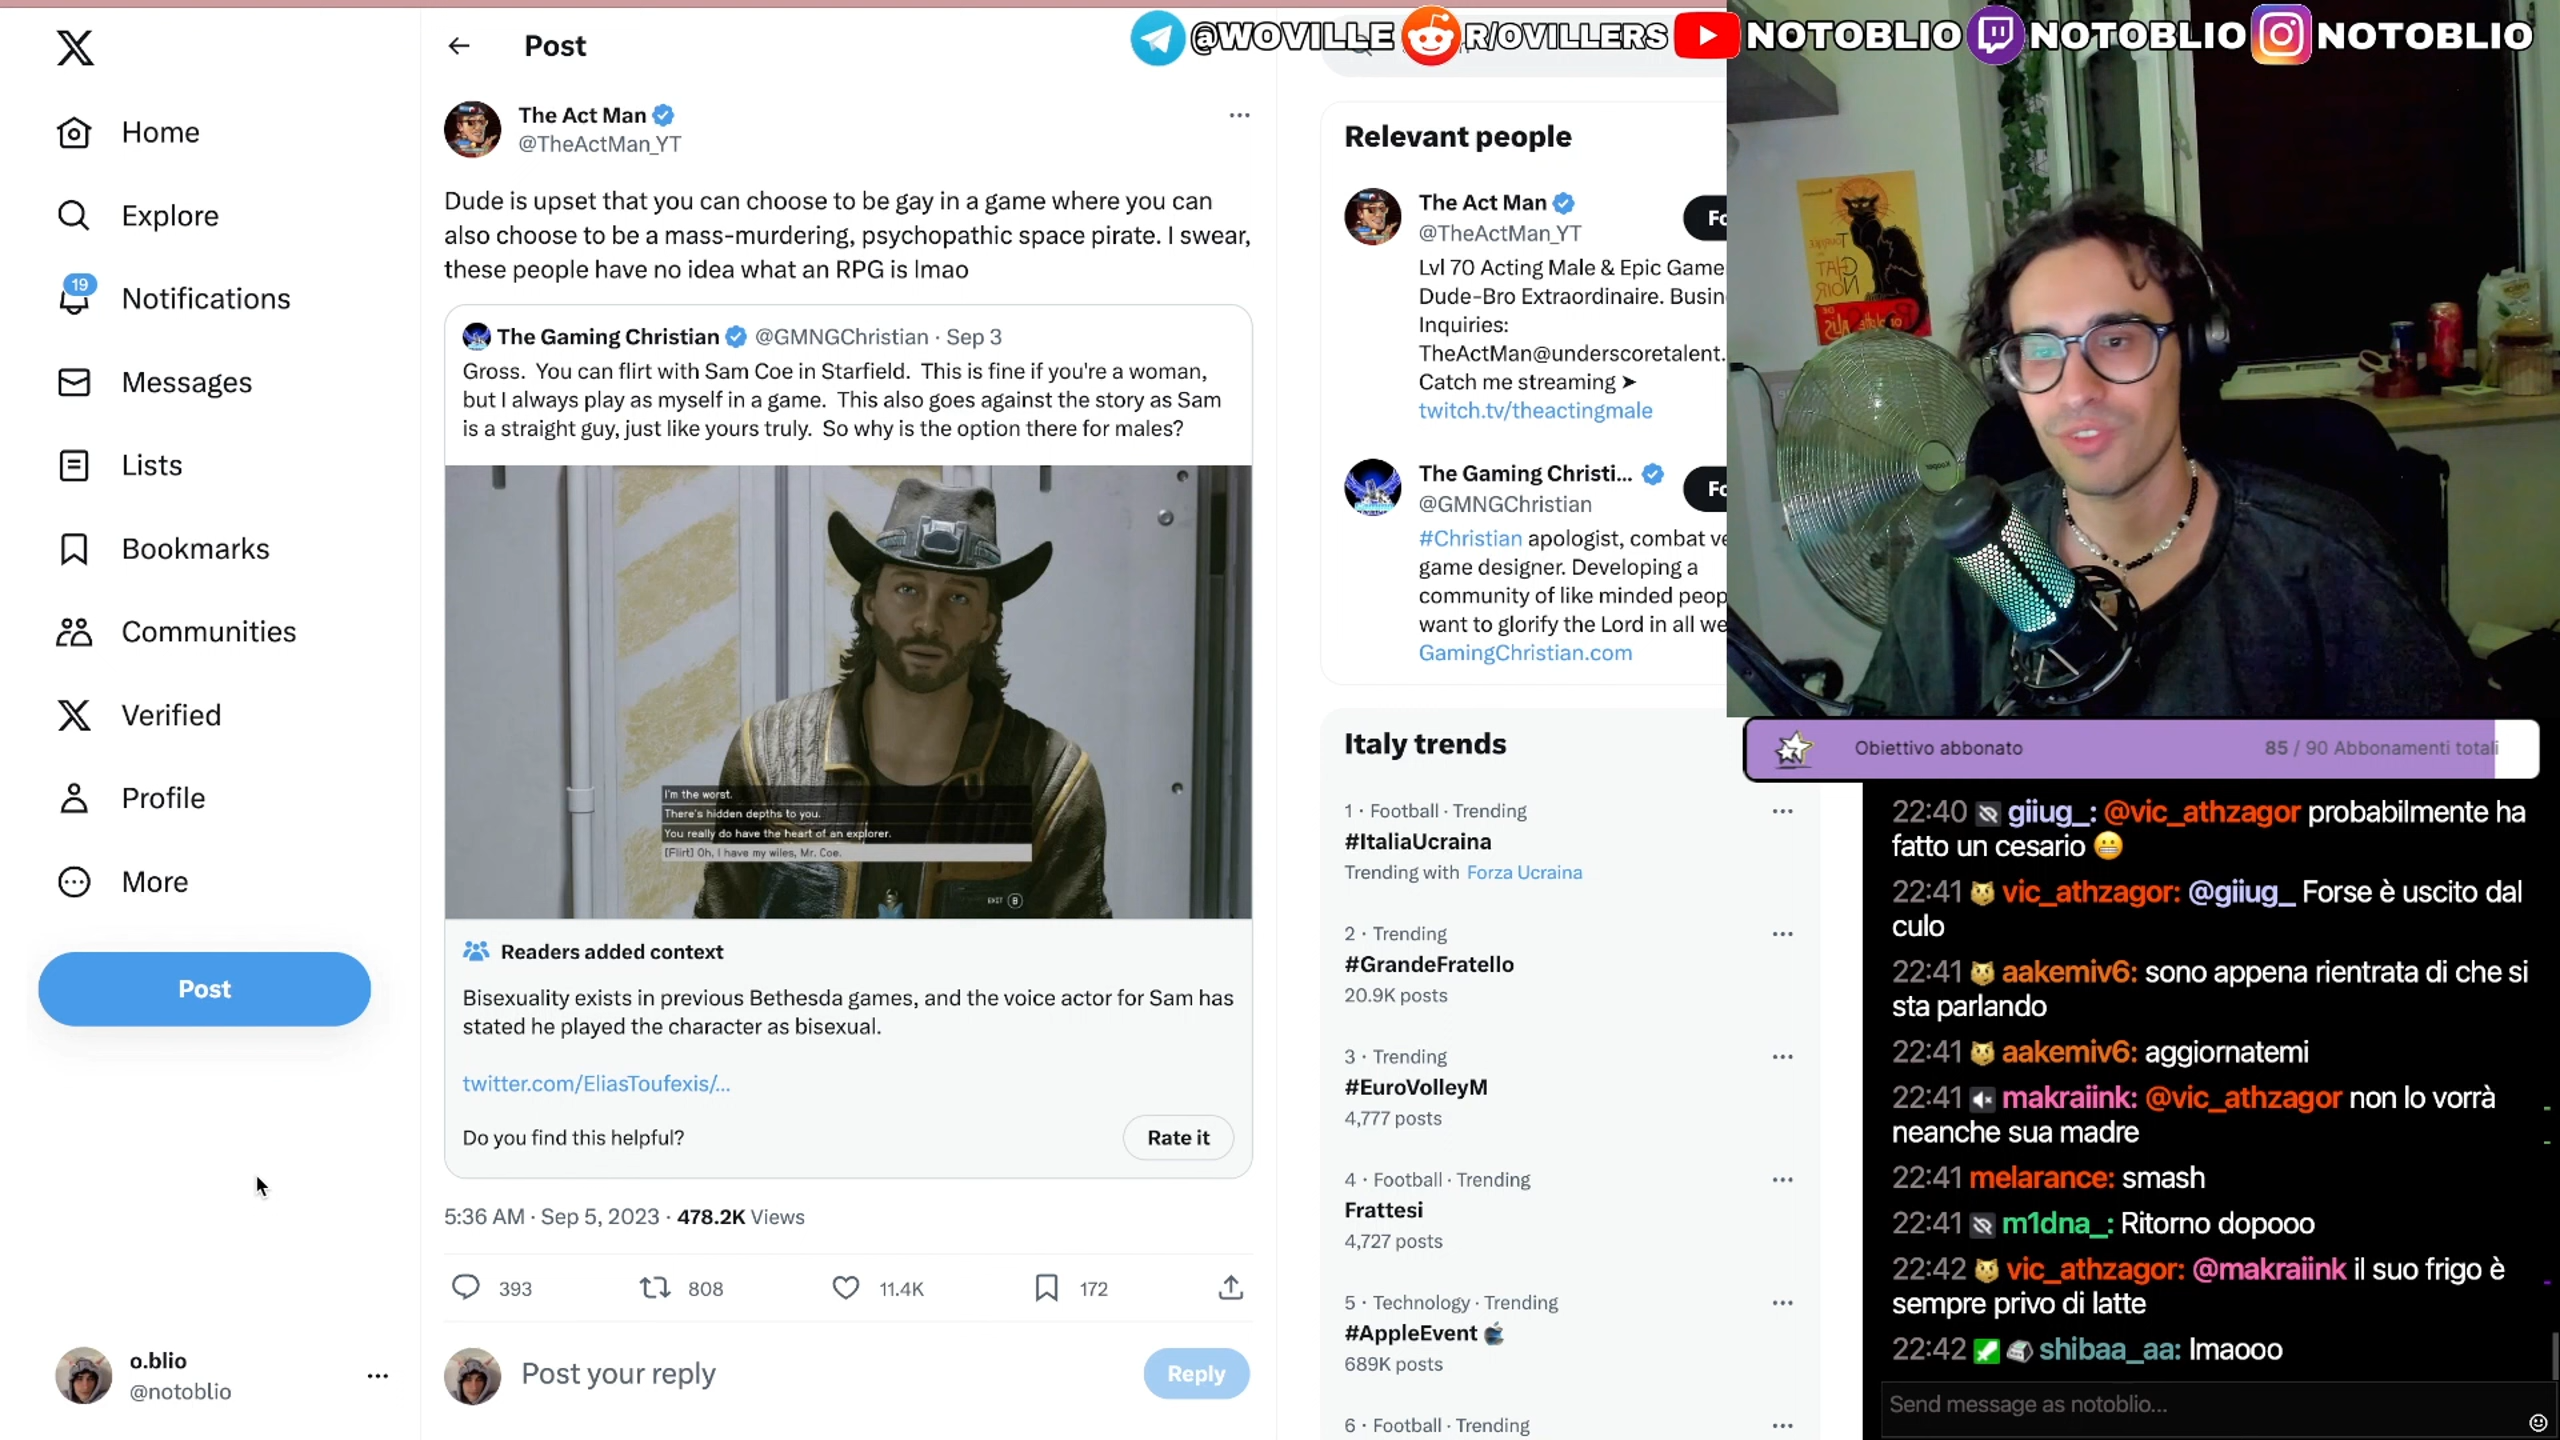 @WOVILLE R/OVILLERS NOTOBLIO NOTOBLIO NOTOBLIO
Home
Explore
19
Notifications
Messages
Lists
Bookmarks
Communities
Verified
Profile
More
Post
o.blio
@notoblio
Post
The Act Man
@TheActMan_YT
Dude is upset that you can choose to be gay in a game where you can
also choose to be a mass-murdering, psychopathic space pirate. I swear,
these people have no idea what an RPG is lmao
The Gaming Christian @GMNGChristian · Sep 3
Gross. You can flirt with Sam Coe in Starfield. This is fine if you're a woman,
but I always play as myself in a game. This also goes against the story as Sam
is a straight guy, just like yours truly. So why is the option there for males?
I'm the worst.
There's hidden depths to you.
You really do have the heart of an explorer.
[Flirt] Oh, I have my wiles, Mr. Coe.
EXIT B
Readers added context
Bisexuality exists in previous Bethesda games, and the voice actor for Sam has
stated he played the character as bisexual.
twitter.com/EliasToufexis/...
Do you find this helpful?
Rate it
5:36 AM · Sep 5, 2023 · 478.2K Views
393 808 11.4K 172
Post your reply
Reply
Relevant people
The Act Man
@TheActMan_YT
Fo
Lvl 70 Acting Male & Epic Game
Dude-Bro Extraordinaire. Busin
Inquiries:
TheActMan@underscoretalent.
Catch me streaming ➤
twitch.tv/theactingmale
The Gaming Christi...
@GMNGChristian
Fo
#Christian apologist, combat ve
game designer. Developing a
community of like minded peop
want to glorify the Lord in all we
GamingChristian.com
Italy trends
1 · Football · Trending
#ItaliaUcraina
Trending with Forza Ucraina
2 · Trending
#GrandeFratello
20.9K posts
3 · Trending
#EuroVolleyM
4,777 posts
4 · Football · Trending
Frattesi
4,727 posts
5 · Technology · Trending
#AppleEvent
689K posts
6 · Football · Trending
CHAT
NOIR
Obiettivo abbonato 85 / 90 Abbonamenti totali
22:40 giiug_: @vic_athzagor probabilmente ha
fatto un cesario 😬
22:41 vic_athzagor: @giiug_ Forse è uscito dal
culo
22:41 aakemiv6: sono appena rientrata di che si
sta parlando
22:41 aakemiv6: aggiornatemi
22:41 makraiink: @vic_athzagor non lo vorrà
neanche sua madre
22:41 melarance: smash
22:41 m1dna_: Ritorno dopooo
22:42 vic_athzagor: @makraiink il suo frigo è
sempre privo di latte
22:42 shibaa_aa: lmaooo
Send message as notoblio...